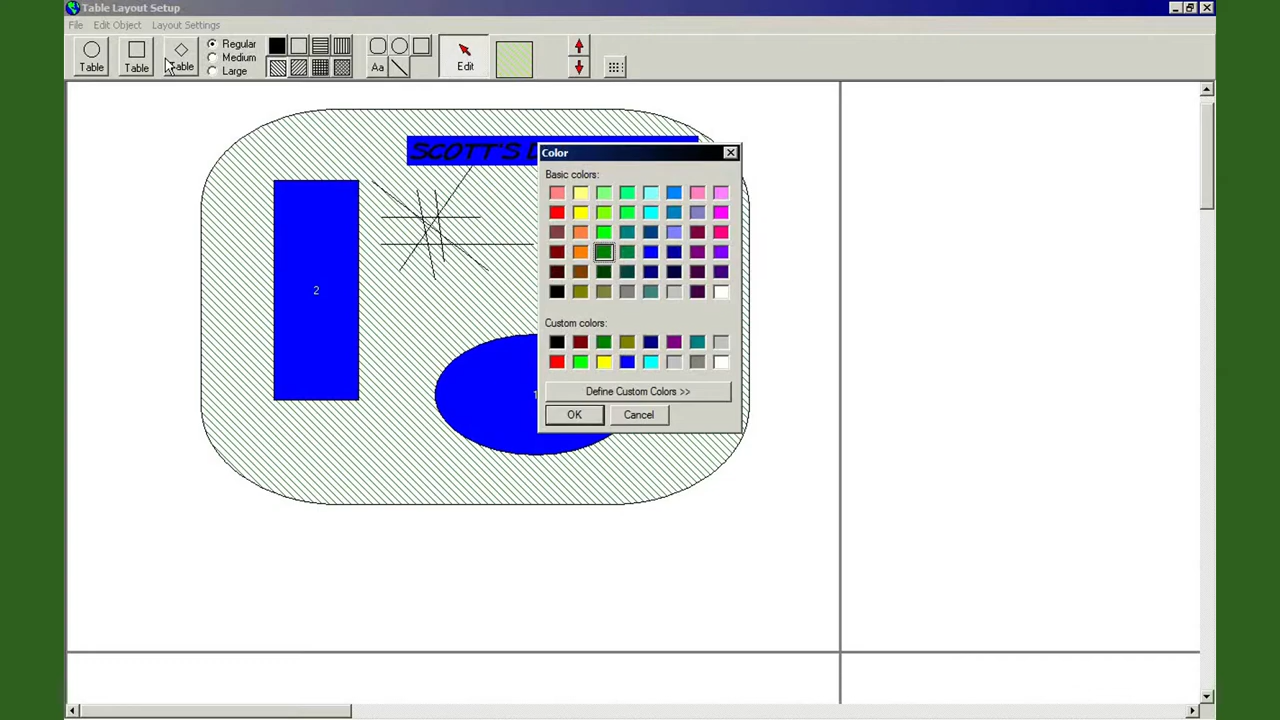 Table Layout Setup
File Edit Object Layout Settings
Table Table Table
Regular
Medium
Large
Aa
Edit
SCOTT'S
Color
Basic colors:
2
Custom colors:
Define Custom Colors >>
OK Cancel